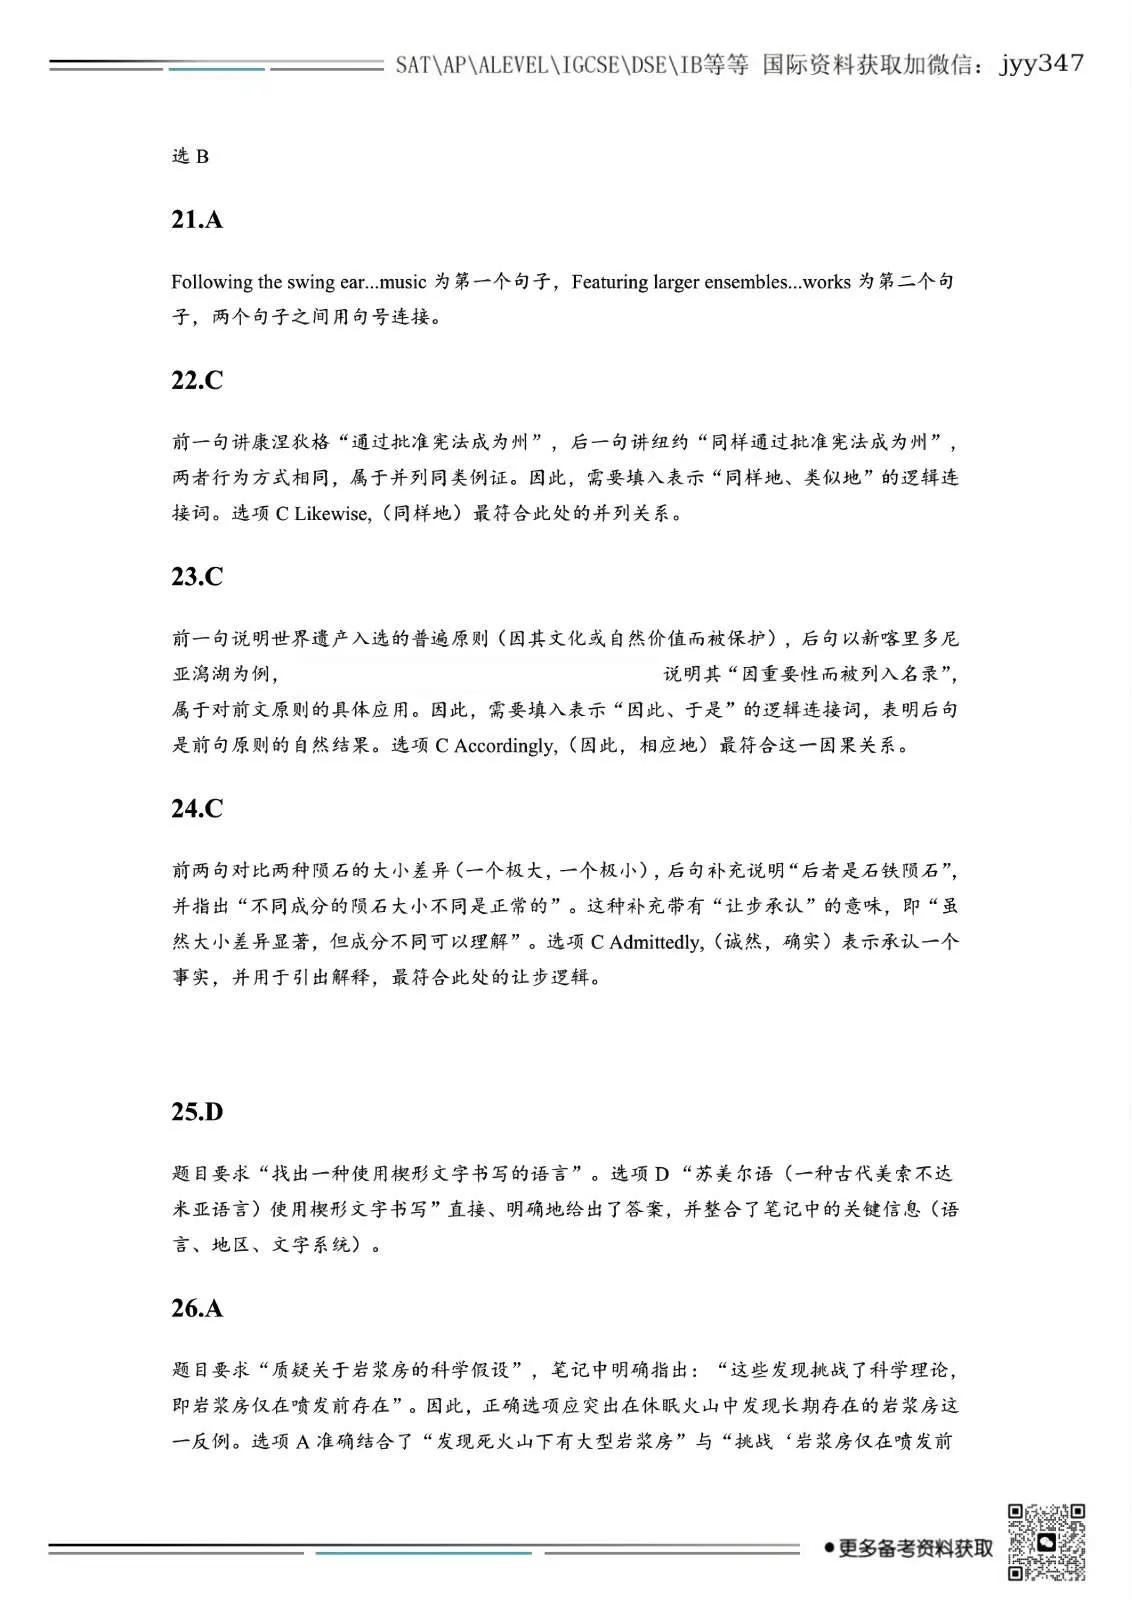 SAT\AP\ALEVEL\IGCSE\DSE\IB等等 国际资料获取加微信: jyy347
选 B
21.A
Following the swing ear...music 为第一个句子，Featuring larger ensembles...works 为第二个句
子，两个句子之间用句号连接。
22.C
前一句讲康涅狄格“通过批准宪法成为州”，后一句讲纽约“同样通过批准宪法成为州”，
两者行为方式相同，属于并列同类例证。因此，需要填入表示“同样地、类似地”的逻辑连
接词。选项 C Likewise,（同样地）最符合此处的并列关系。
23.C
前一句说明世界遗产入选的普遍原则（因其文化或自然价值而被保护），后句以新喀里多尼
亚潟湖为例，说明其“因重要性而被列入名录”，
属于对前文原则的具体应用。因此，需要填入表示“因此、于是”的逻辑连接词，表明后句
是前句原则的自然结果。选项 C Accordingly,（因此，相应地）最符合这一因果关系。
24.C
前两句对比两种陨石的大小差异（一个极大，一个极小），后句补充说明“后者是石铁陨石”，
并指出“不同成分的陨石大小不同是正常的”。这种补充带有“让步承认”的意味，即“虽
然大小差异显著，但成分不同可以理解”。选项 C Admittedly,（诚然，确实）表示承认一个
事实，并用于引出解释，最符合此处的让步逻辑。
25.D
题目要求“找出一种使用楔形文字书写的语言”。选项 D “苏美尔语（一种古代美索不达
米亚语言）使用楔形文字书写”直接、明确地给出了答案，并整合了笔记中的关键信息（语
言、地区、文字系统）。
26.A
题目要求“质疑关于岩浆房的科学假设”，笔记中明确指出：“这些发现挑战了科学理论，
即岩浆房仅在喷发前存在”。因此，正确选项应突出在休眠火山中发现长期存在的岩浆房这
一反例。选项 A 准确结合了“发现死火山下有大型岩浆房”与“挑战‘岩浆房仅在喷发前
●更多备考资料获取